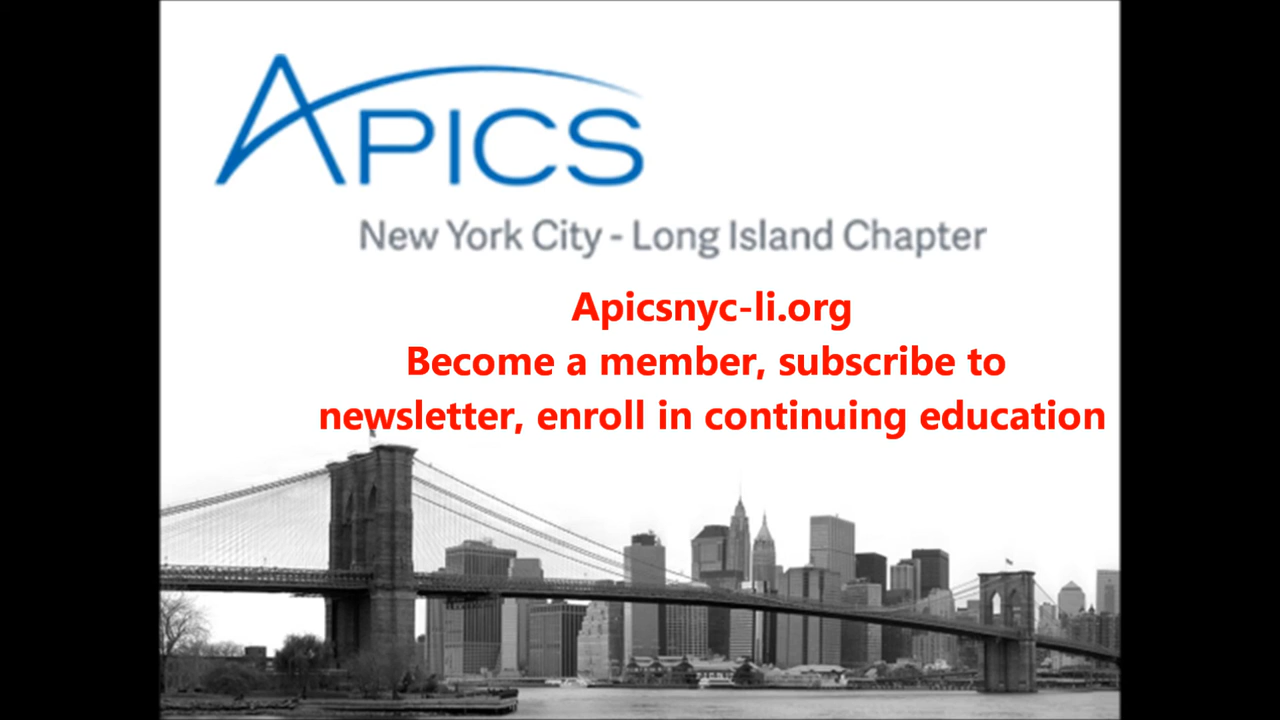 APICS
New York City - Long Island Chapter
Apicsnyc-li.org
Become a member, subscribe to
newsletter, enroll in continuing education